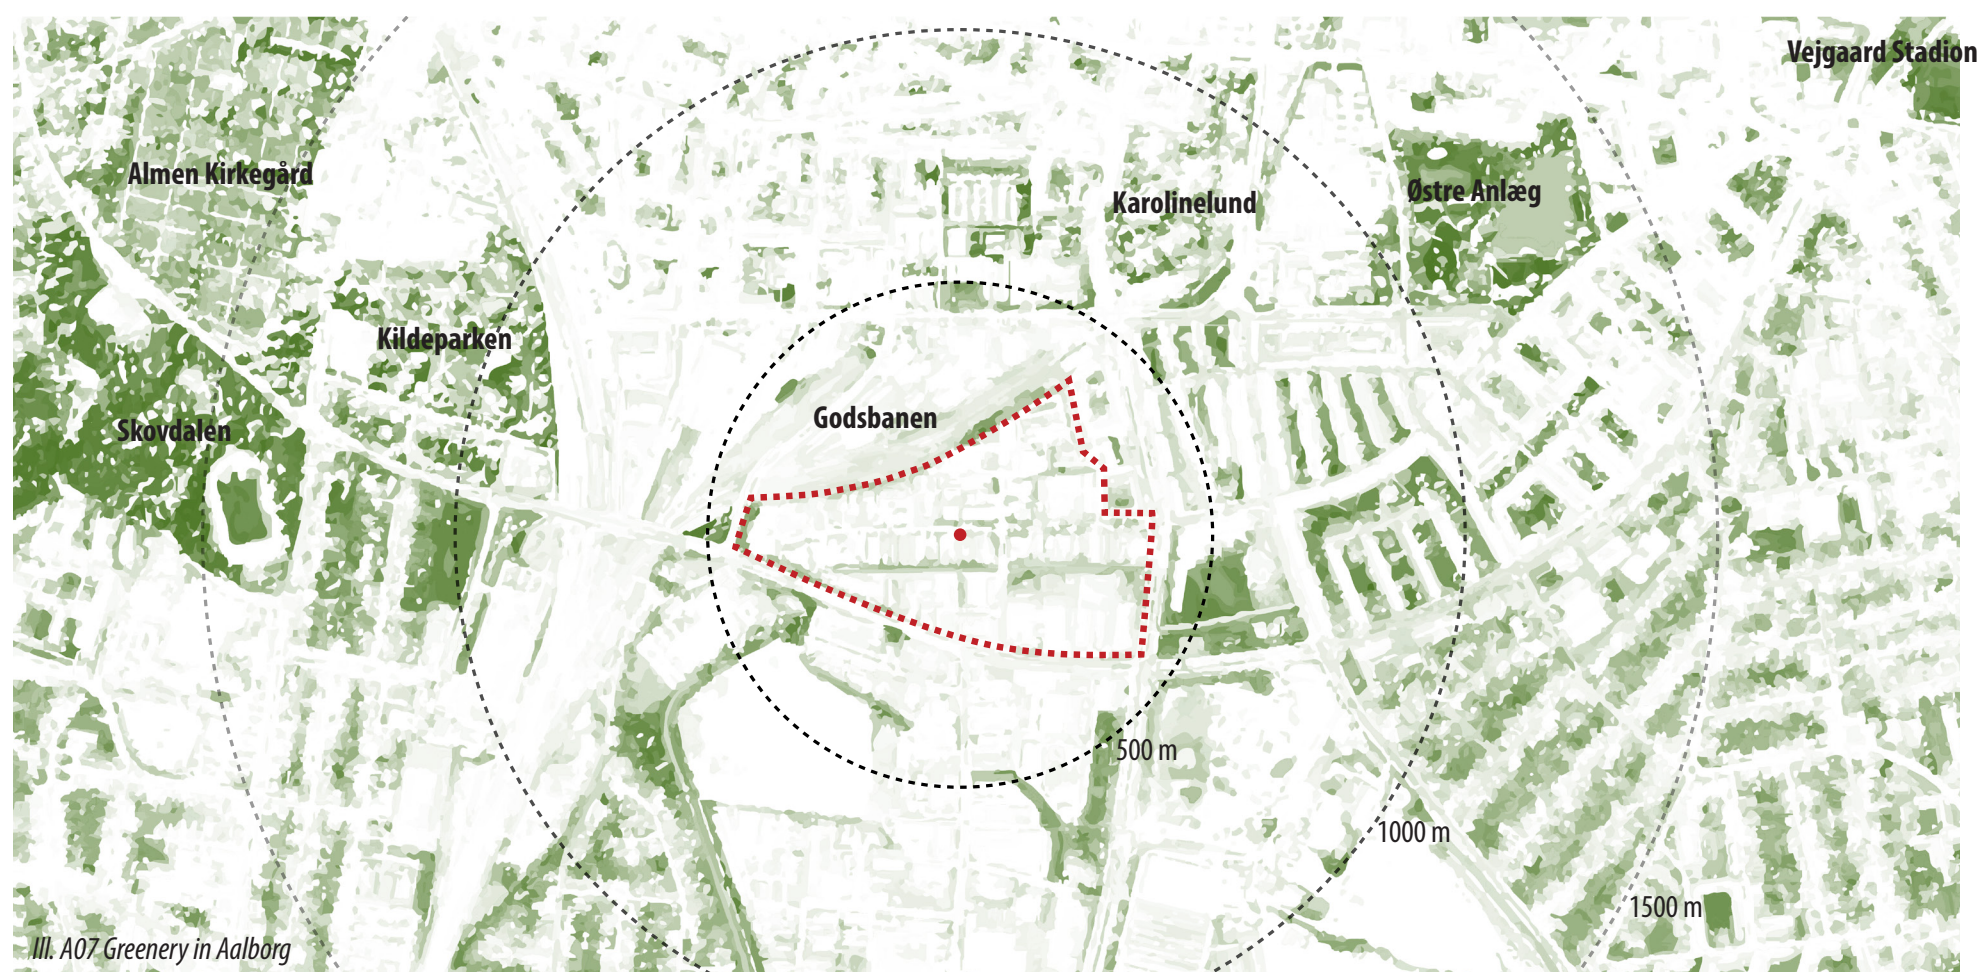 Vejgaard Stadion
Almen Kirkegård
Karolinelund
Østre Anlæg
Kildeparken
Godsbanen
Skovdalen
500 m
1000 m
1500 m
Ill. A07 Greenery in Aalborg